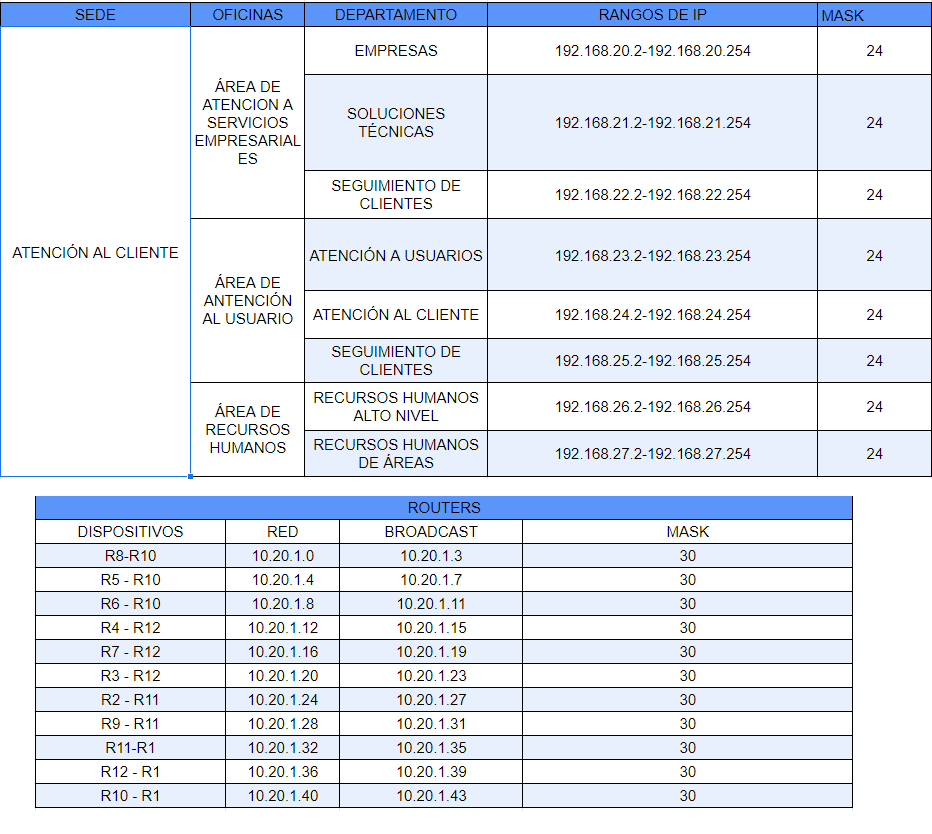 SEDE OFICINAS DEPARTAMENTO RANGOS DE IP MASK
ATENCIÓN AL CLIENTE
ÁREA DE
ATENCION A
SERVICIOS
EMPRESARIAL
ES
EMPRESAS 192.168.20.2-192.168.20.254 24
SOLUCIONES
TÉCNICAS
192.168.21.2-192.168.21.254 24
SEGUIMIENTO DE
CLIENTES
192.168.22.2-192.168.22.254 24
ÁREA DE
ANTENCIÓN
AL USUARIO
ATENCIÓN A USUARIOS 192.168.23.2-192.168.23.254 24
ATENCIÓN AL CLIENTE 192.168.24.2-192.168.24.254 24
SEGUIMIENTO DE
CLIENTES
192.168.25.2-192.168.25.254 24
ÁREA DE
RECURSOS
HUMANOS
RECURSOS HUMANOS
ALTO NIVEL
192.168.26.2-192.168.26.254 24
RECURSOS HUMANOS
DE ÁREAS
192.168.27.2-192.168.27.254 24
ROUTERS
DISPOSITIVOS RED BROADCAST MASK
R8-R10 10.20.1.0 10.20.1.3 30
R5 - R10 10.20.1.4 10.20.1.7 30
R6 - R10 10.20.1.8 10.20.1.11 30
R4 - R12 10.20.1.12 10.20.1.15 30
R7 - R12 10.20.1.16 10.20.1.19 30
R3 - R12 10.20.1.20 10.20.1.23 30
R2 - R11 10.20.1.24 10.20.1.27 30
R9 - R11 10.20.1.28 10.20.1.31 30
R11-R1 10.20.1.32 10.20.1.35 30
R12 - R1 10.20.1.36 10.20.1.39 30
R10 - R1 10.20.1.40 10.20.1.43 30